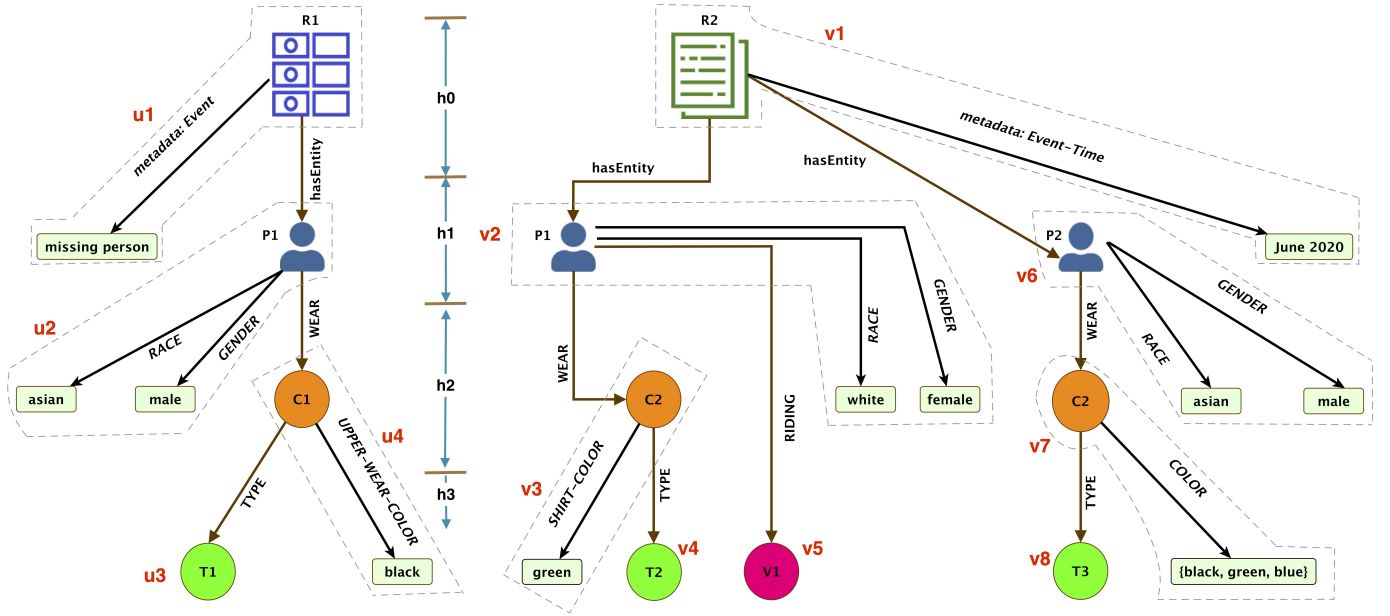 R1
R2
v1
u1
h0
metadata: Event
metadata: Event-Time
hasEntity
hasEntity
hasEntity
missing person
P1
h1
v2
P1
P2
June 2020
v6
u2
RACE
GENDER
WEAR
RACE
GENDER
WEAR
RACE
GENDER
asian
male
C1
h2
WEAR
C2
white
female
C2
asian
male
u4
UPPER-WEAR-COLOR
RIDING
v7
TYPE
h3
v3
SHIRT-COLOR
TYPE
TYPE
COLOR
u3
T1
black
green
T2
v4
V1
v5
v8
T3
{black, green, blue}